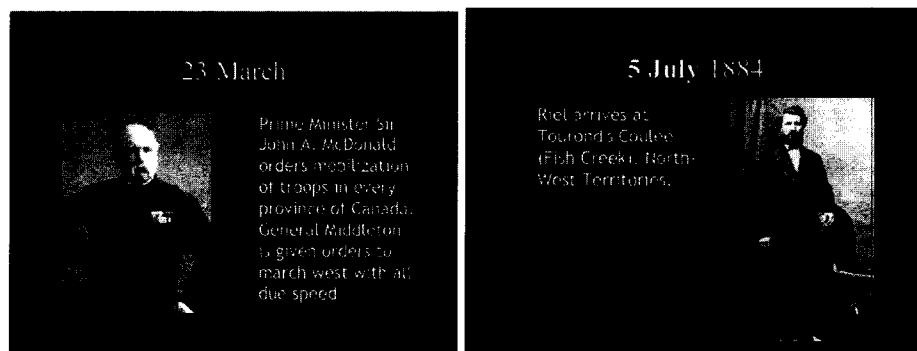 23 March
Prime Minister Sir
John A. McDonald
orders mobilization
of troops in every
province of Canada.
General Middleton
is given orders to
march west with all
due speed
5 July 1884
Riel arrives at
Tourond's Coulee
(Fish Creek), North-
West Territories.